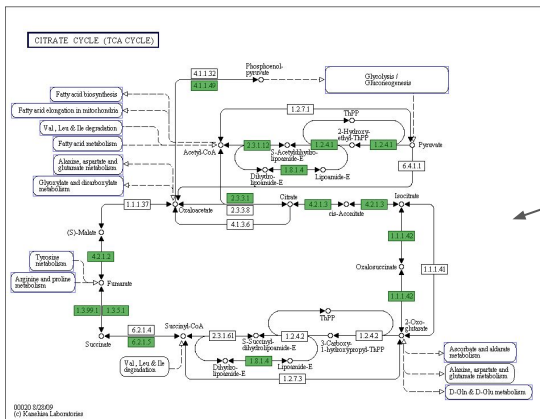 CITRATE CYCLE (TCA CYCLE)
Phosphoenol-
pyruvate
4.1.1.32
4.1.1.49
Glycolysis /
Gluconeogenesis
Fatty acid biosynthesis
Fatty acid elongation in mitochondria
Val, Leu & Ile degradation
Fatty acid metabolism
Alanine, aspartate and
glutamate metabolism
Glyoxylate and dicarboxylate
metabolism
1.2.7.1
ThPP
2-Hydroxy-
ethyl-ThPP
Acetyl-CoA
2.3.1.12
1.2.4.1
1.2.4.1
Pyruvate
S-Acetyldihydro-
lipoamide-E
Dihydro-
lipoamide-E
1.8.1.4
Lipoamide-E
6.4.1.1
1.1.1.37
Oxaloacetate
2.3.3.1
2.3.3.8
4.1.3.6
Citrate
4.2.1.3
cis-Aconitate
4.2.1.3
Isocitrate
(S)-Malate
4.2.1.2
Fumarate
Tyrosine
metabolism
Arginine and proline
metabolism
1.1.1.42
Oxalosuccinate
1.1.1.41
1.1.1.42
1.3.99.1
1.3.5.1
Succinate
6.2.1.4
6.2.1.5
Succinyl-CoA
2.3.1.61
S-Succinyl-
dihydrolipoamide-E
1.2.4.2
ThPP
3-Carboxy-
1-hydroxypropyl-ThPP
1.2.4.2
2-Oxo-
glutarate
Val, Leu & Ile
degradation
Dihydro-
lipoamide-E
1.8.1.4
Lipoamide-E
1.2.7.3
Ascorbate and aldarate
metabolism
Alanine, aspartate and
glutamate metabolism
D-Gln & D-Glu metabolism
00020 8/28/09
(c) Kanehisa Laboratories